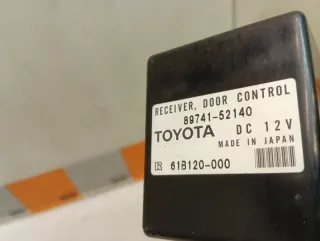 RECEIVER, DOOR CONTROL
89741-52140
TOYOTA DC 12V
MADE IN JAPAN
61B120-000